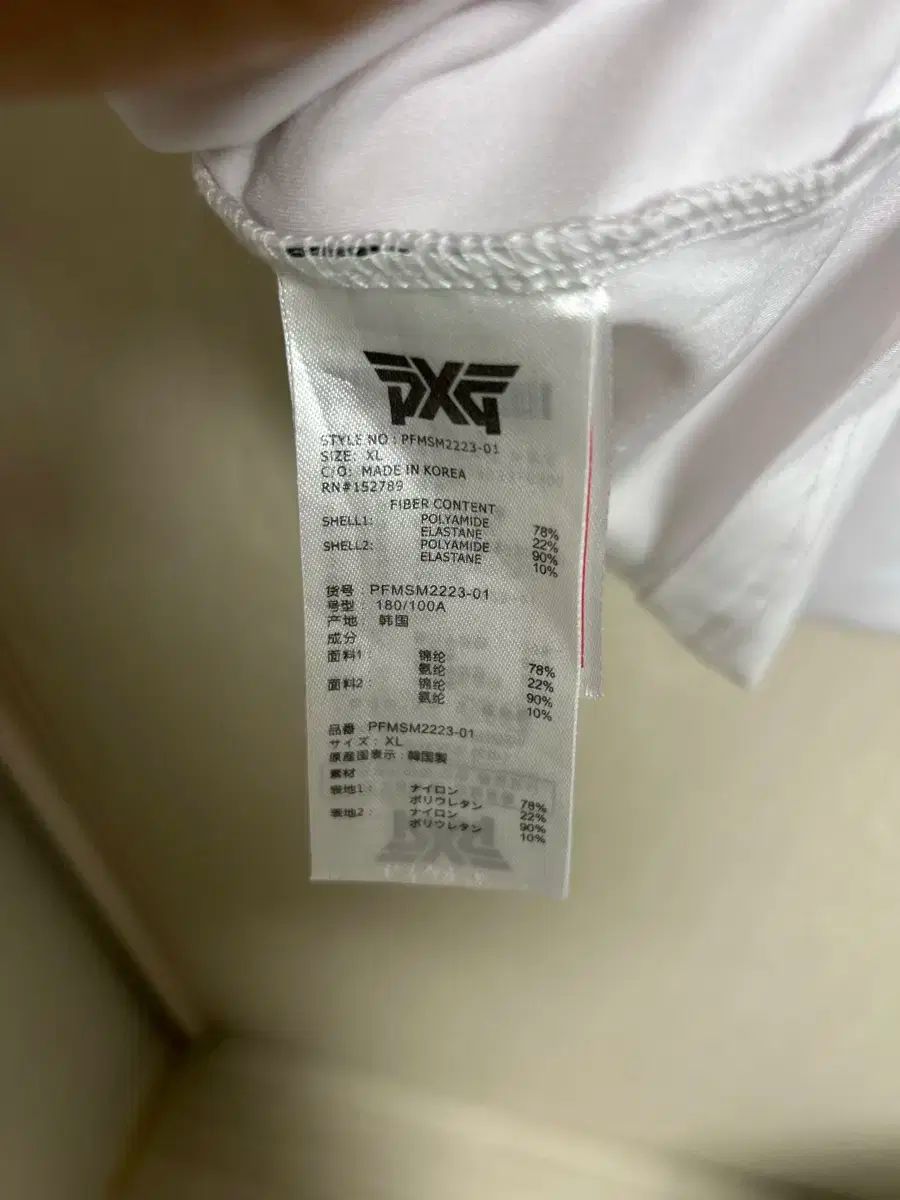 PXG
STYLE NO : PFMSM2223-01
SIZE: XL
C/O: MADE IN KOREA
RN#152789
FIBER CONTENT
SHELL1: POLYAMIDE 78%
ELASTANE 22%
SHELL2: POLYAMIDE 90%
ELASTANE 10%
货号 : PFMSM2223-01
号型 180/100A
产地 韩国
成分
面料1 : 锦纶 78%
氨纶 22%
面料2 : 锦纶 90%
氨纶 10%
品番 : PFMSM2223-01
サイズ : XL
原産国表示 : 韓国製
素材
表地1 : ナイロン 78%
ポリウレタン 22%
表地2 : ナイロン 90%
ポリウレタン 10%